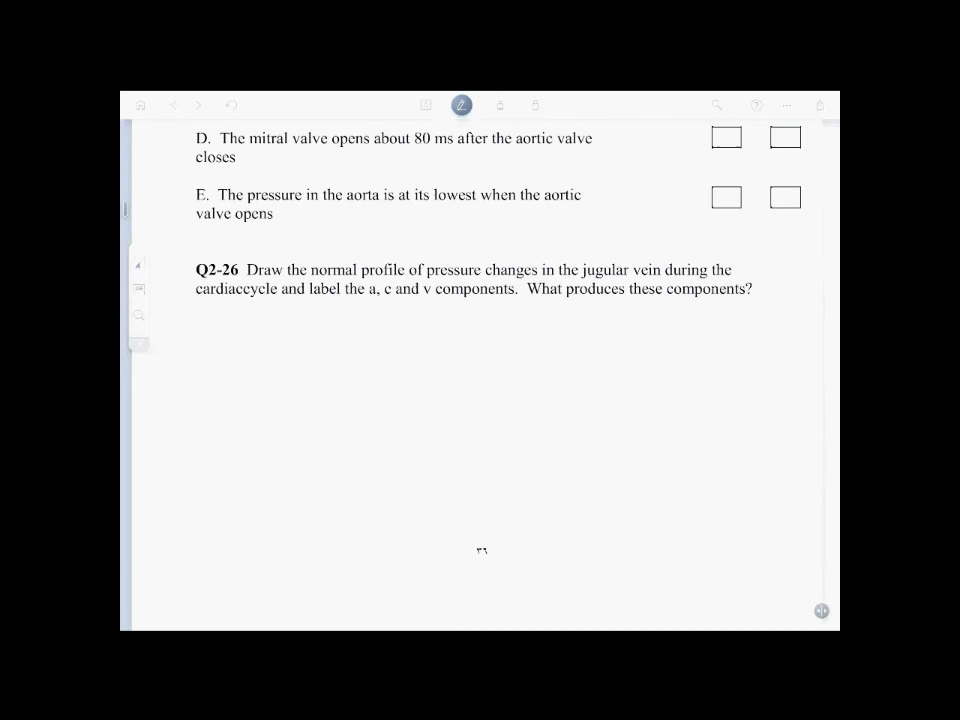 D. The mitral valve opens about 80 ms after the aortic valve
closes
E. The pressure in the aorta is at its lowest when the aortic
valve opens
Q2-26 Draw the normal profile of pressure changes in the jugular vein during the
cardiaccycle and label the a, c and v components. What produces these components?
٣٦